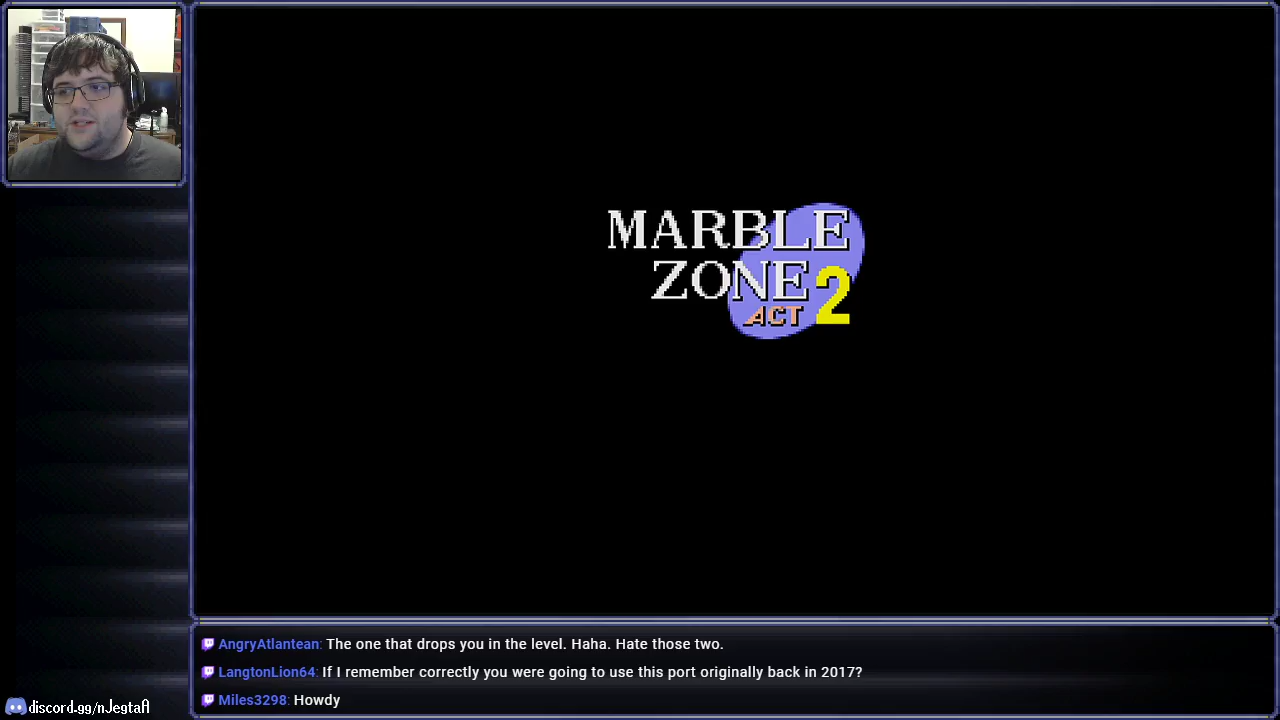 MARBLE
ZONE
ACT 2
AngryAtlantean: The one that drops you in the level. Haha. Hate those two.
LangtonLion64: If I remember correctly you were going to use this port originally back in 2017?
Miles3298: Howdy
discord.gg/nJegtaA